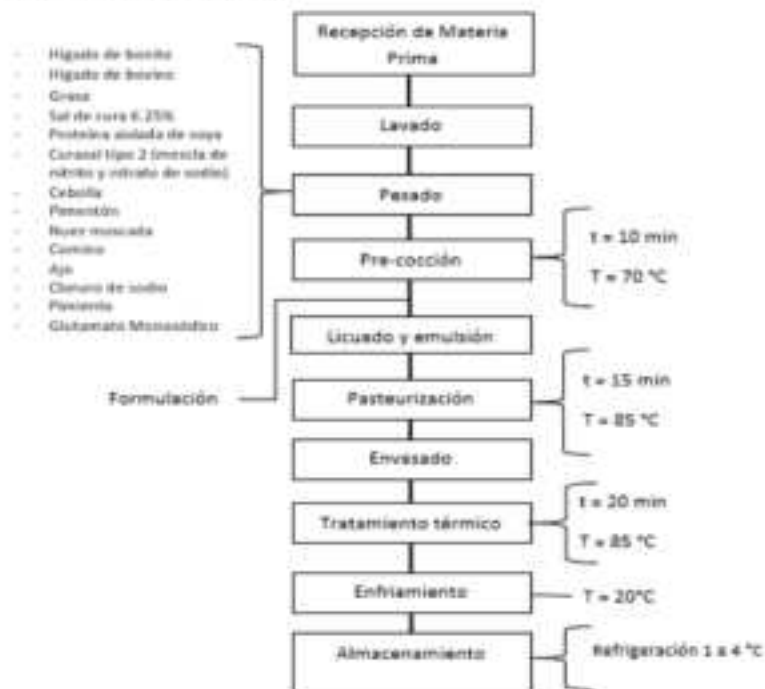 Recepción de Materia
Prima
- Hígado de bonito
- Hígado de bovino
- Grasa
- Sal de cura 6.25%
- Proteína aislada de soya
- Curasal tipo 2 (mezcla de
nitrito y nitrato de sodio)
- Cebolla
- Pimentón
- Nuez moscada
- Comino
- Ajo
- Cloruro de sodio
- Pimienta
- Glutamato Monosódico
Lavado
Pesado
Pre-cocción
t = 10 min
T = 70 °C
Licuado y emulsión
Formulación
Pasteurización
t = 15 min
T = 85 °C
Envasado
Tratamiento térmico
t = 20 min
T = 85 °C
Enfriamiento
T = 20°C
Almacenamiento
Refrigeración 1 a 4 °C